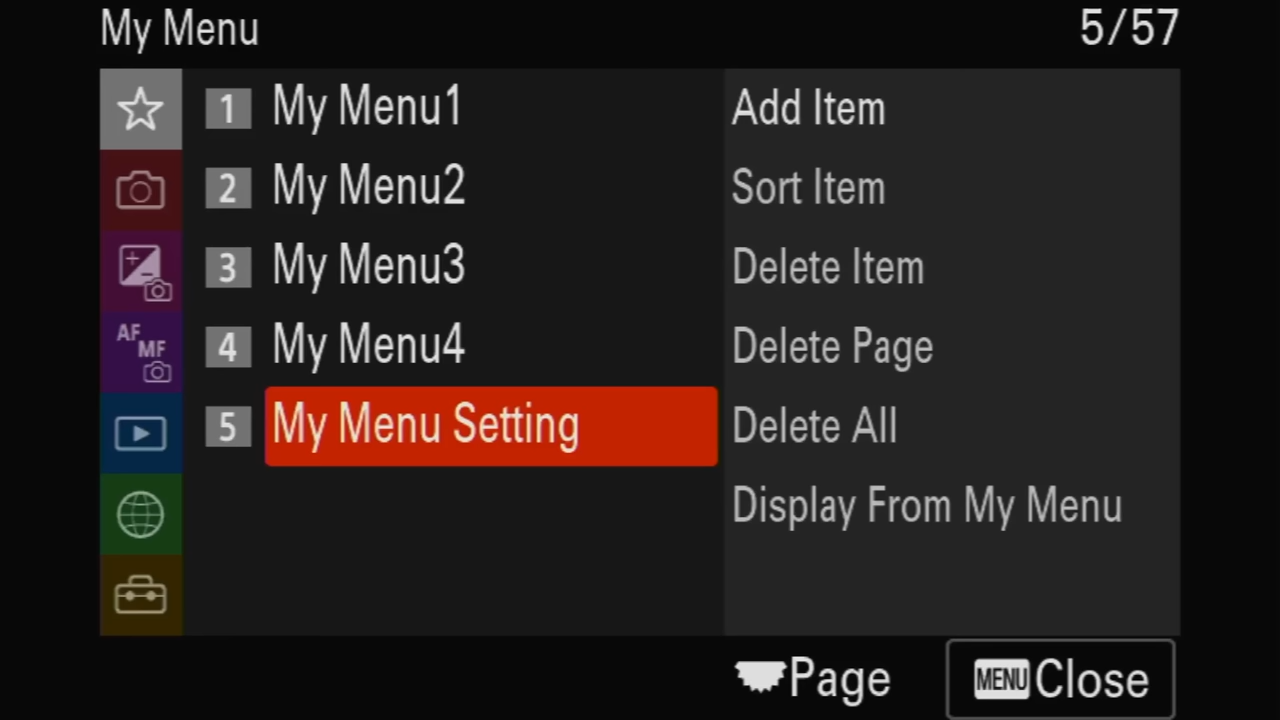 My Menu 5/57
1 My Menu1 Add Item
2 My Menu2 Sort Item
3 My Menu3 Delete Item
AF MF
4 My Menu4 Delete Page
5 My Menu Setting Delete All
Display From My Menu
Page MENU Close